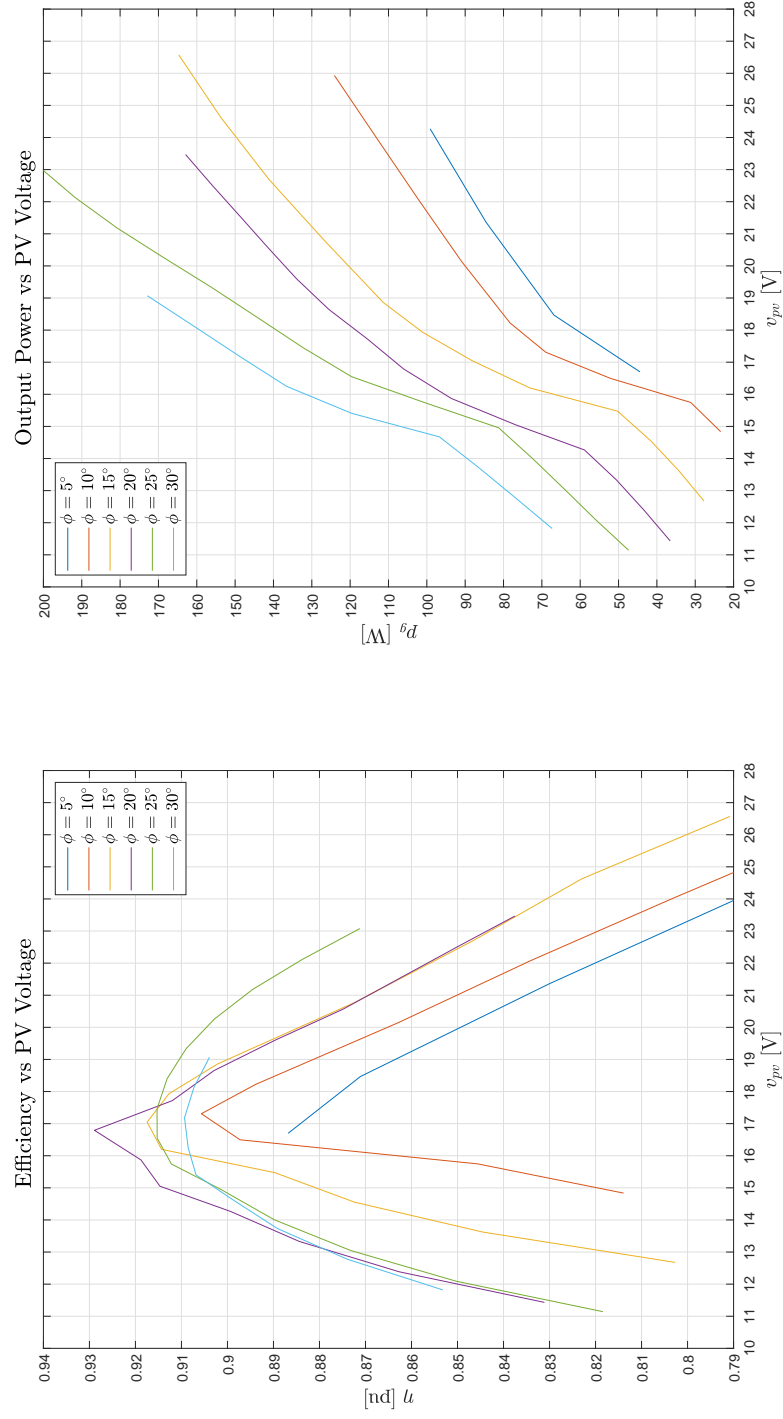 Efficiency vs PV Voltage
0.94
0.93
0.92
0.91
0.9
0.89
0.88
0.87
0.86
0.85
0.84
0.83
0.82
0.81
0.8
0.79
η [pu]
ϕ = 5°
ϕ = 10°
ϕ = 15°
ϕ = 20°
ϕ = 25°
ϕ = 30°
10 11 12 13 14 15 16 17 18 19 20 21 22 23 24 25 26 27 28
v_pv [V]
Output Power vs PV Voltage
200
190
180
170
160
150
140
130
120
110
100
90
80
70
60
50
40
30
20
p_g [W]
ϕ = 5°
ϕ = 10°
ϕ = 15°
ϕ = 20°
ϕ = 25°
ϕ = 30°
10 11 12 13 14 15 16 17 18 19 20 21 22 23 24 25 26 27 28
v_pv [V]